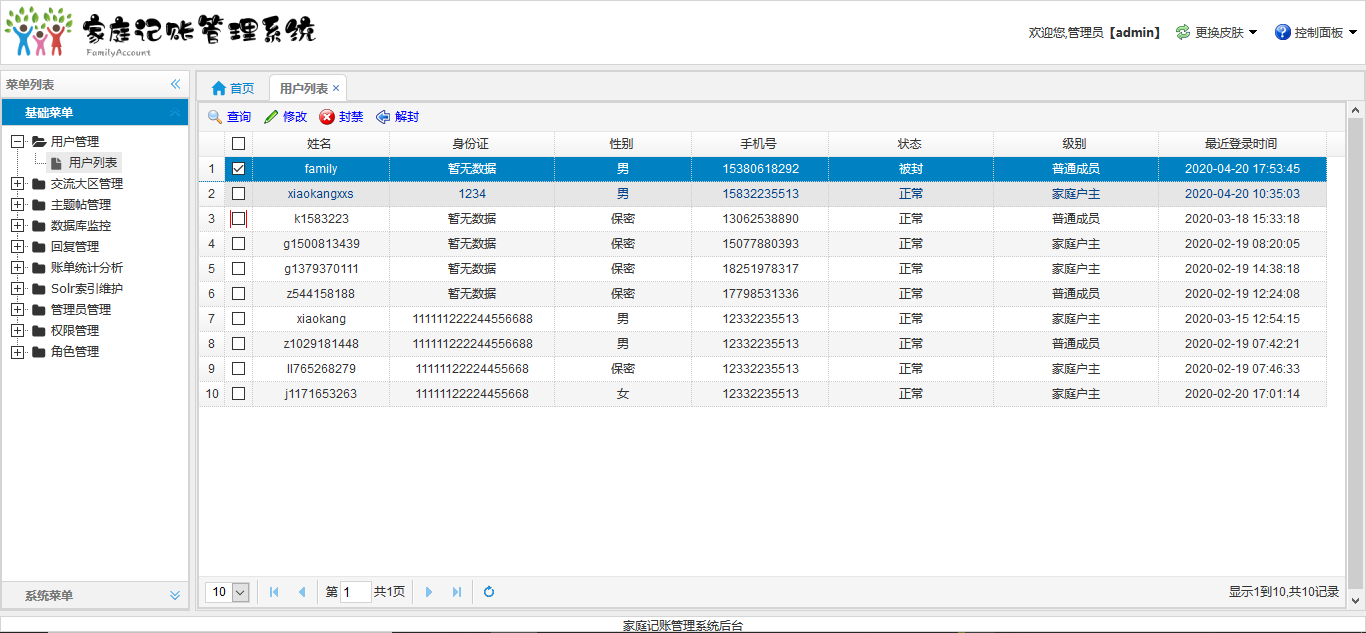 家庭记账管理系统
FamilyAccount
欢迎您,管理员【admin】 更换皮肤 控制面板
菜单列表
基础菜单
用户管理
用户列表
交流大区管理
主题帖管理
数据库监控
回复管理
账单统计分析
Solr索引维护
管理员管理
权限管理
角色管理
系统菜单
首页 用户列表
查询 修改 封禁 解封
姓名 身份证 性别 手机号 状态 级别 最近登录时间
1 family 暂无数据 男 15380618292 被封 普通成员 2020-04-20 17:53:45
2 xiaokangxxs 1234 男 15832235513 正常 家庭户主 2020-04-20 10:35:03
3 k1583223 暂无数据 保密 13062538890 正常 普通成员 2020-03-18 15:33:18
4 g1500813439 暂无数据 保密 15077880393 正常 家庭户主 2020-02-19 08:20:05
5 g1379370111 暂无数据 保密 18251978317 正常 家庭户主 2020-02-19 14:38:18
6 z544158188 暂无数据 保密 17798531336 正常 普通成员 2020-02-19 12:24:08
7 xiaokang 111111222244556688 男 12332235513 正常 家庭户主 2020-03-15 12:54:15
8 z1029181448 111111222244556688 男 12332235513 正常 普通成员 2020-02-19 07:42:21
9 ll765268279 11111122224455668 保密 12332235513 正常 家庭户主 2020-02-19 07:46:33
10 j1171653263 11111122224455668 女 12332235513 正常 家庭户主 2020-02-20 17:01:14
10 第 1 共1页 显示1到10,共10记录
家庭记账管理系统后台